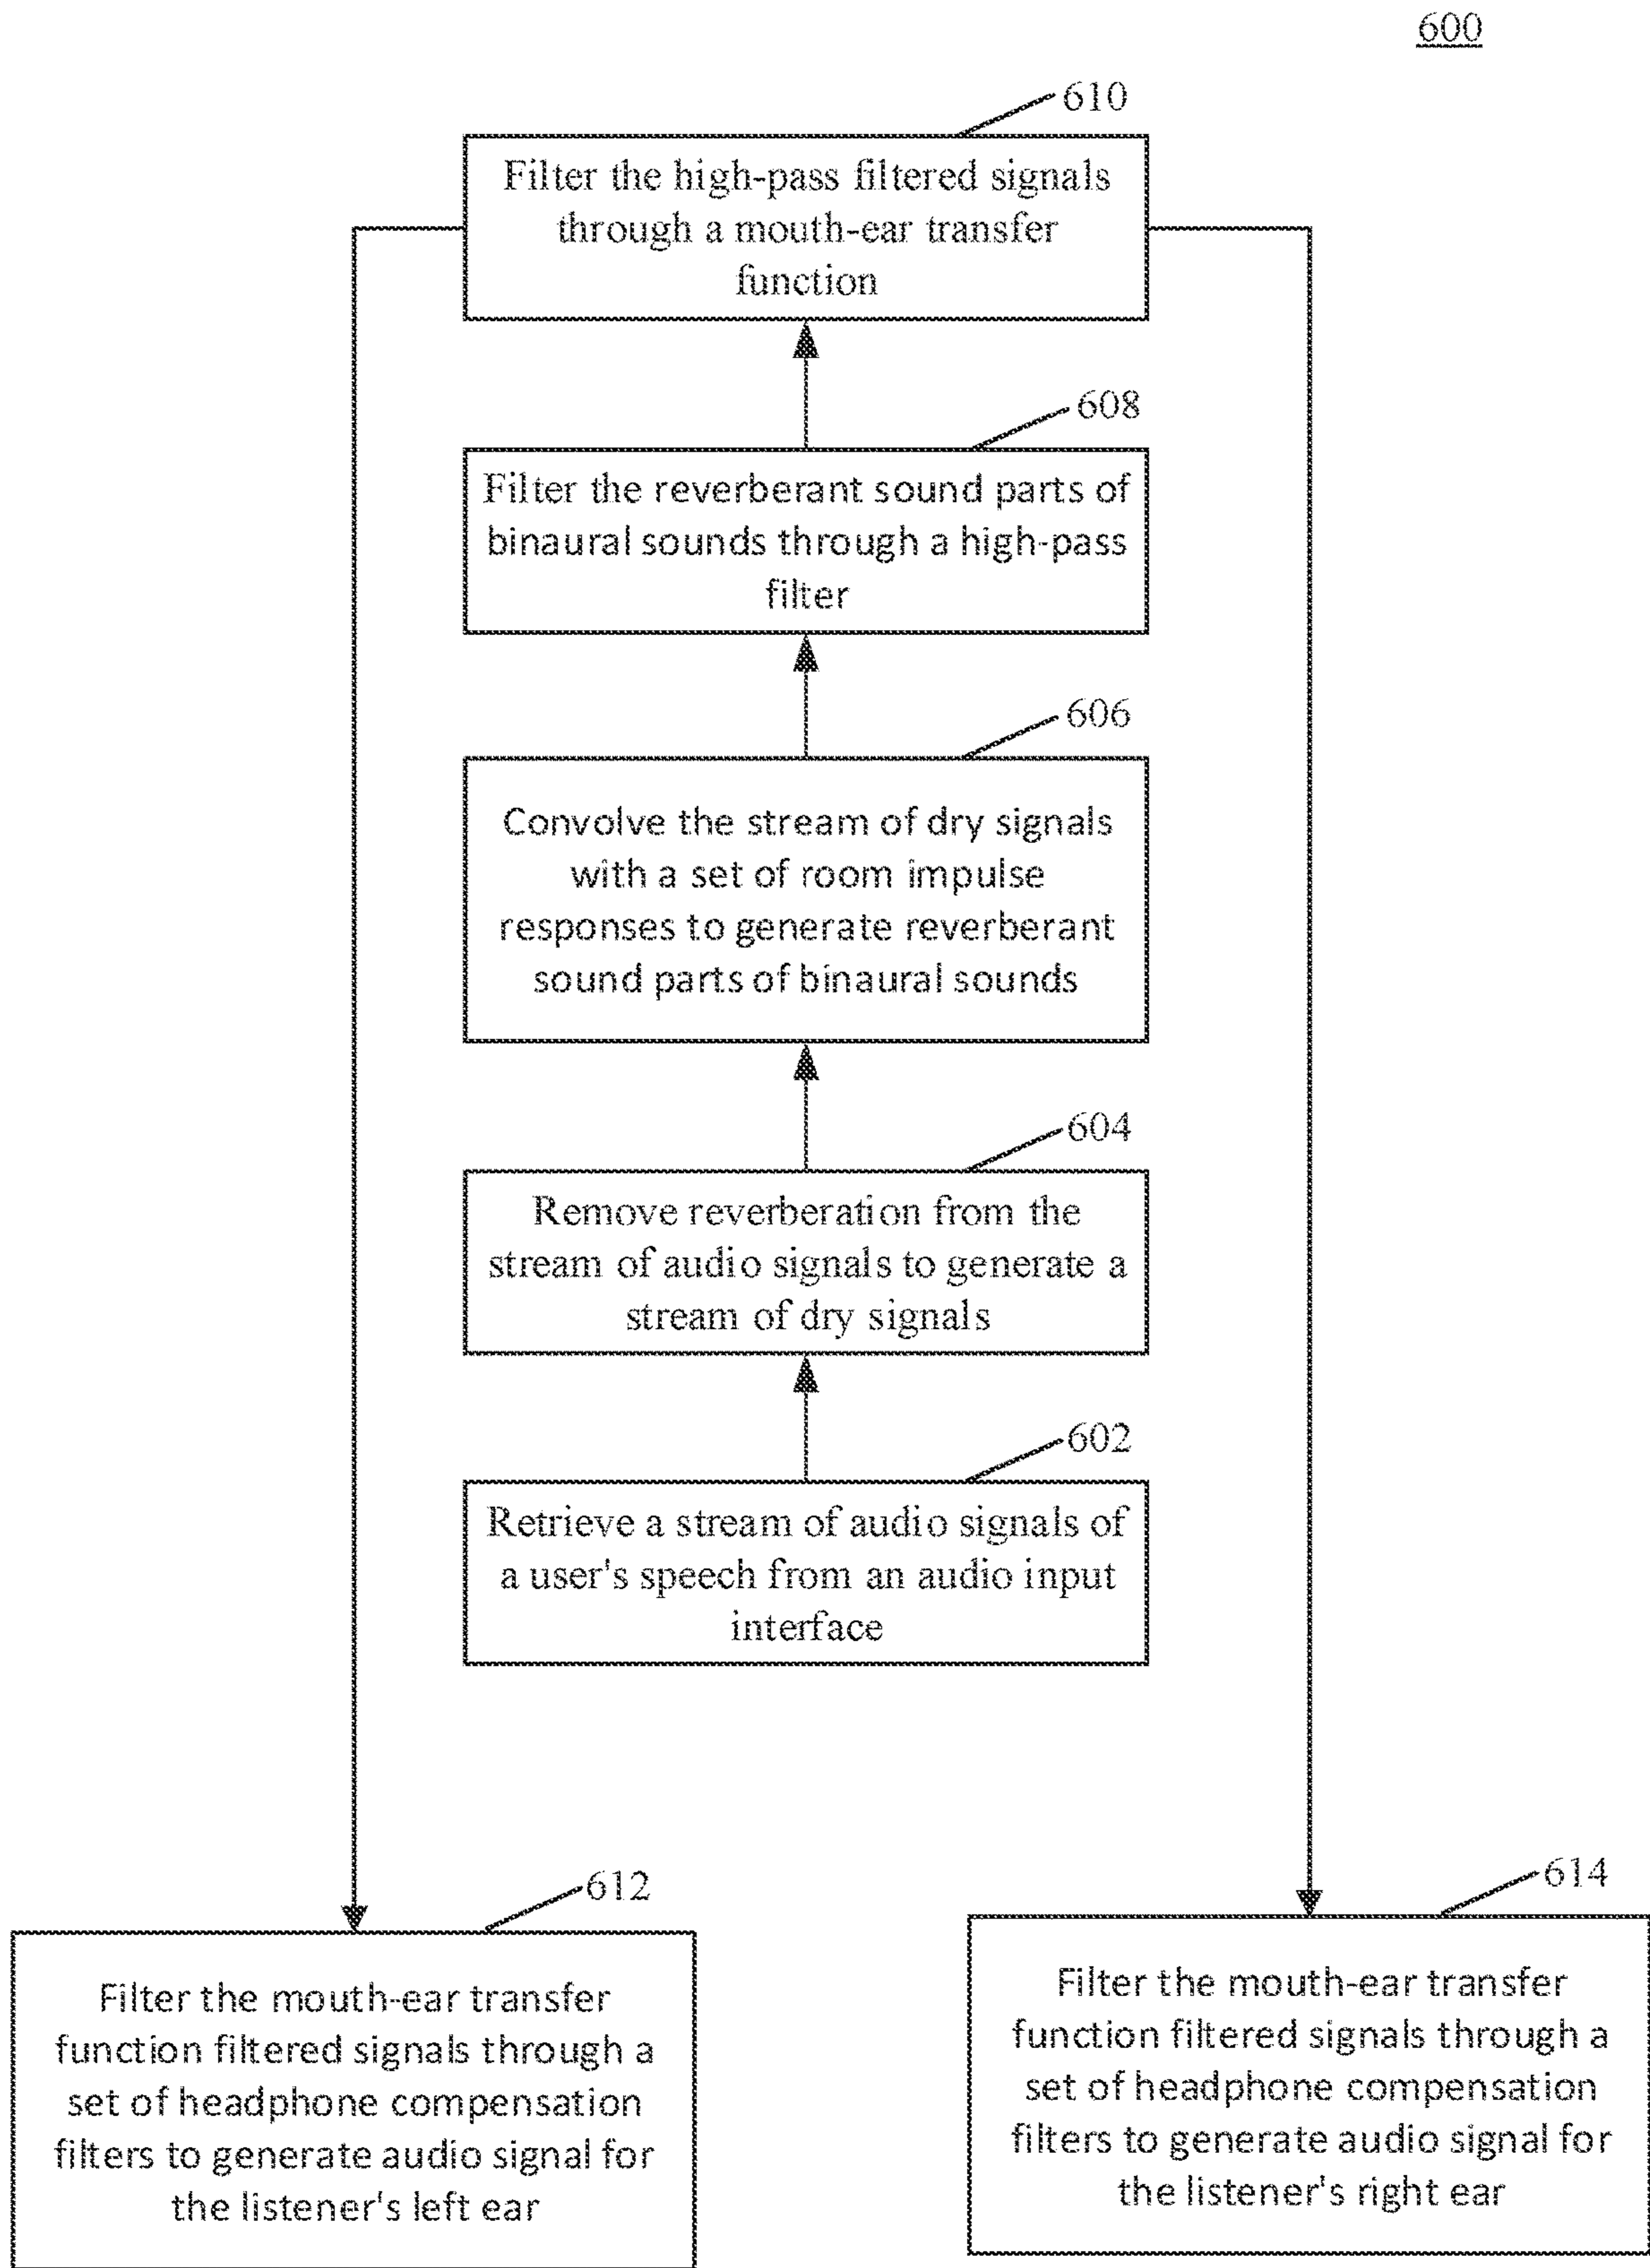 600
610
Filter the high-pass filtered signals
through a mouth-ear transfer
function
608
Filter the reverberant sound parts of
binaural sounds through a high-pass
filter
606
Convolve the stream of dry signals
with a set of room impulse
responses to generate reverberant
sound parts of binaural sounds
604
Remove reverberation from the
stream of audio signals to generate a
stream of dry signals
602
Retrieve a stream of audio signals of
a user's speech from an audio input
interface
612
Filter the mouth-ear transfer
function filtered signals through a
set of headphone compensation
filters to generate audio signal for
the listener's left ear
614
Filter the mouth-ear transfer
function filtered signals through a
set of headphone compensation
filters to generate audio signal for
the listener's right ear